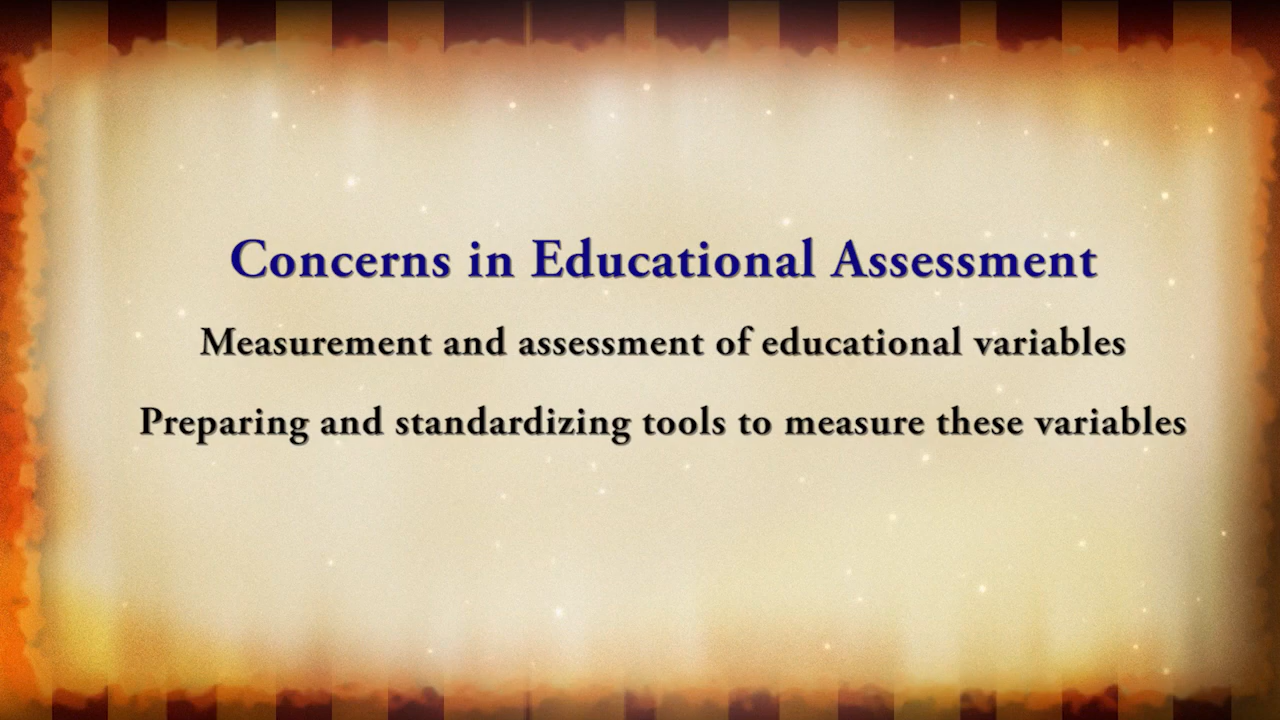 Concerns in Educational Assessment
Measurement and assessment of educational variables
Preparing and standardizing tools to measure these variables